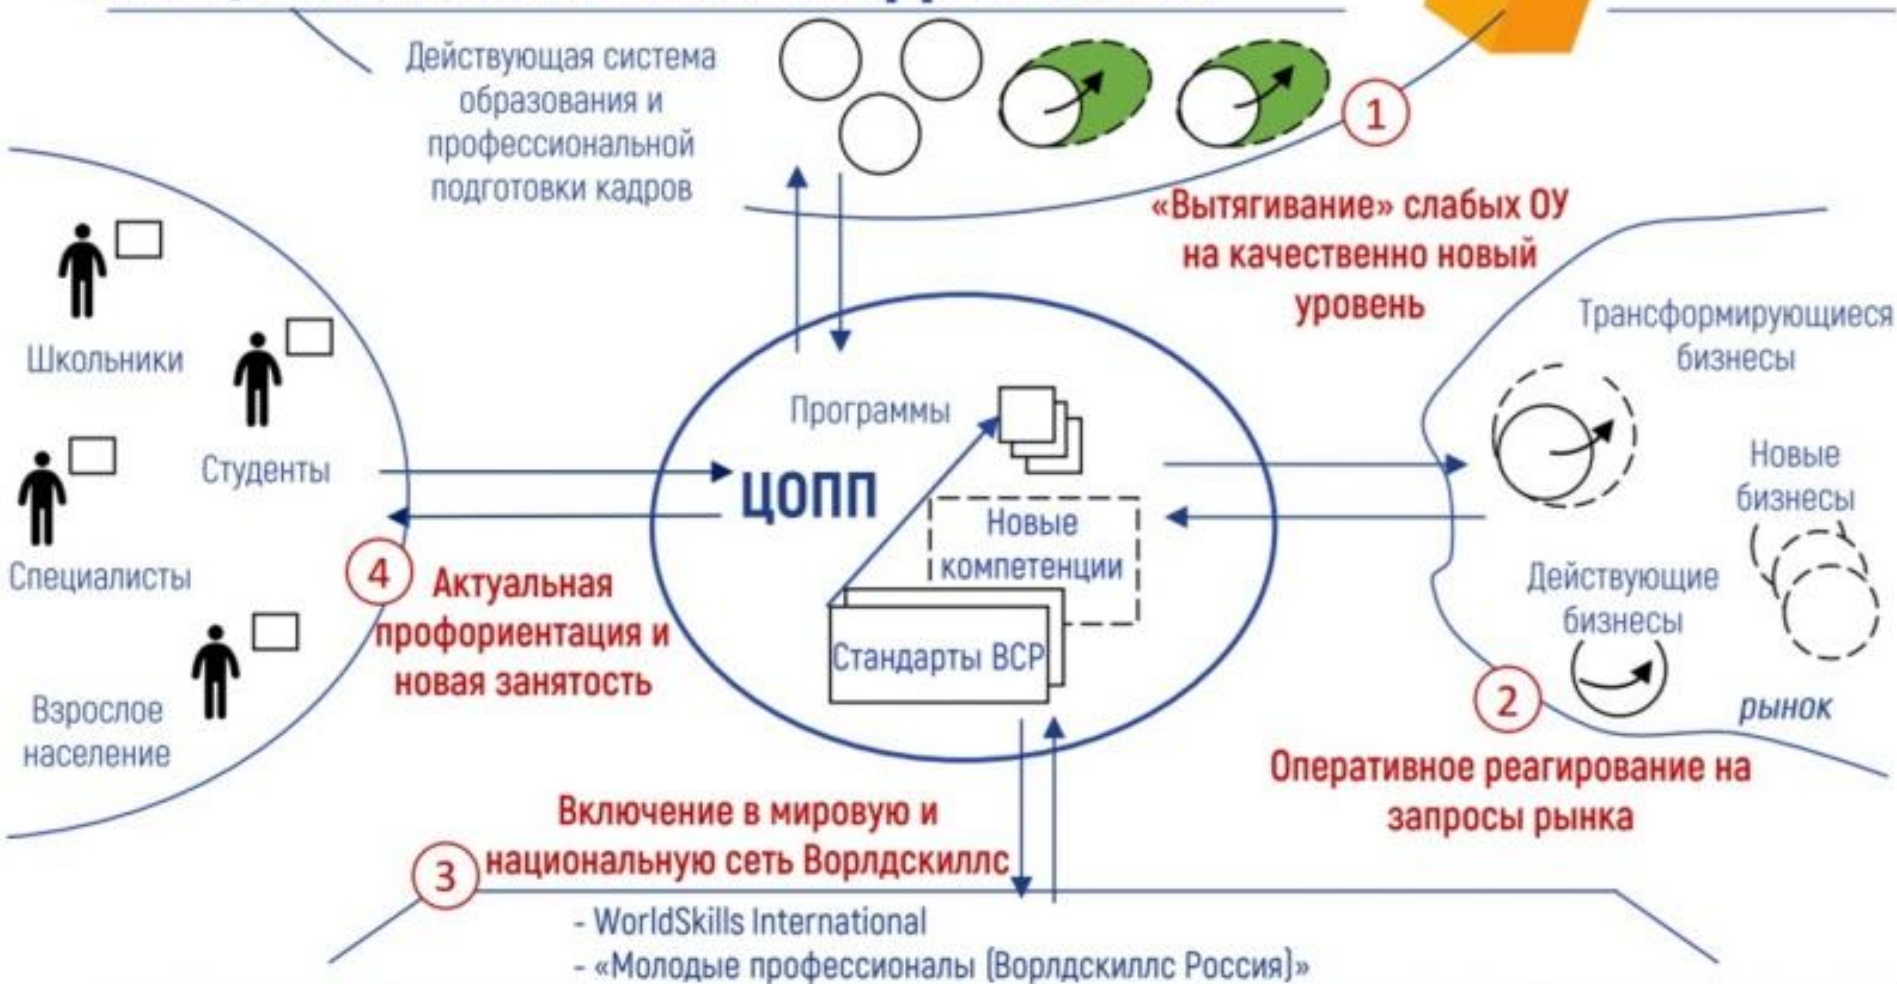 Действующая система
образования и
профессиональной
подготовки кадров
1
«Вытягивание» слабых ОУ
на качественно новый
уровень
Школьники
Студенты
Специалисты
Взрослое
население
4
Актуальная
профориентация и
новая занятость
Программы
ЦОПП
Новые
компетенции
Стандарты ВСР
Трансформирующиеся
бизнесы
Новые
бизнесы
Действующие
бизнесы
рынок
2
Оперативное реагирование на
запросы рынка
Включение в мировую и
национальную сеть Ворлдскиллс
3
- WorldSkills International
- «Молодые профессионалы (Ворлдскиллс Россия)»